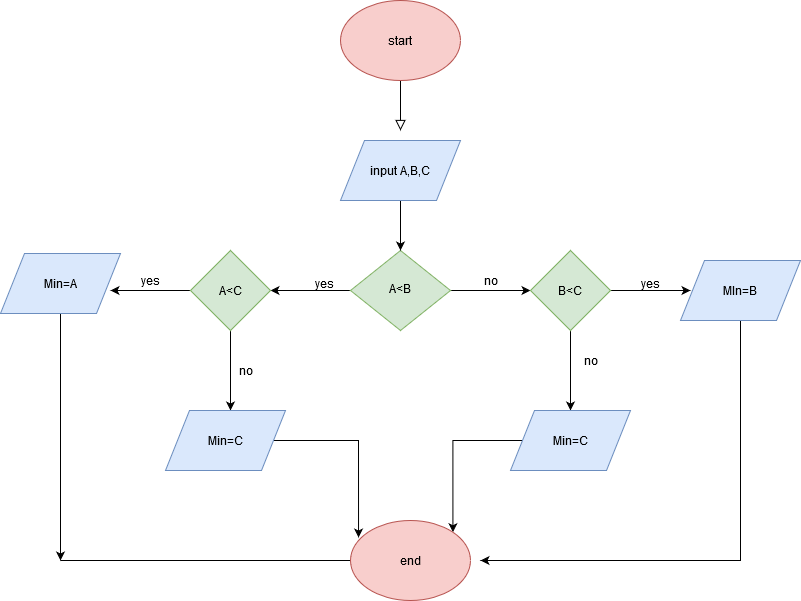 start
input A,B,C
Min=A
yes
A<C
yes
A<B
no
B<C
yes
MIn=B
no
no
Min=C
Min=C
end